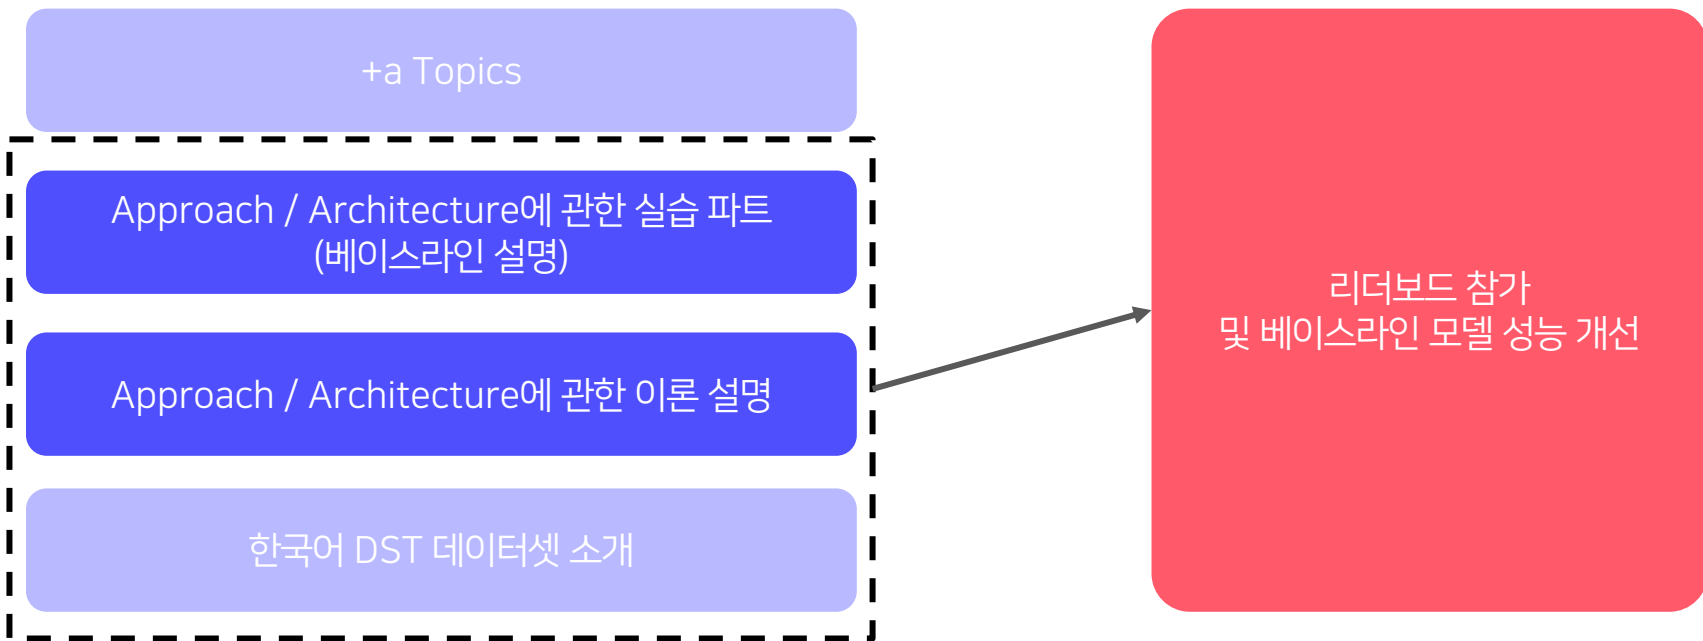 +a Topics
Approach / Architecture에 관한 실습 파트
(베이스라인 설명)
Approach / Architecture에 관한 이론 설명
한국어 DST 데이터셋 소개
리더보드 참가
및 베이스라인 모델 성능 개선